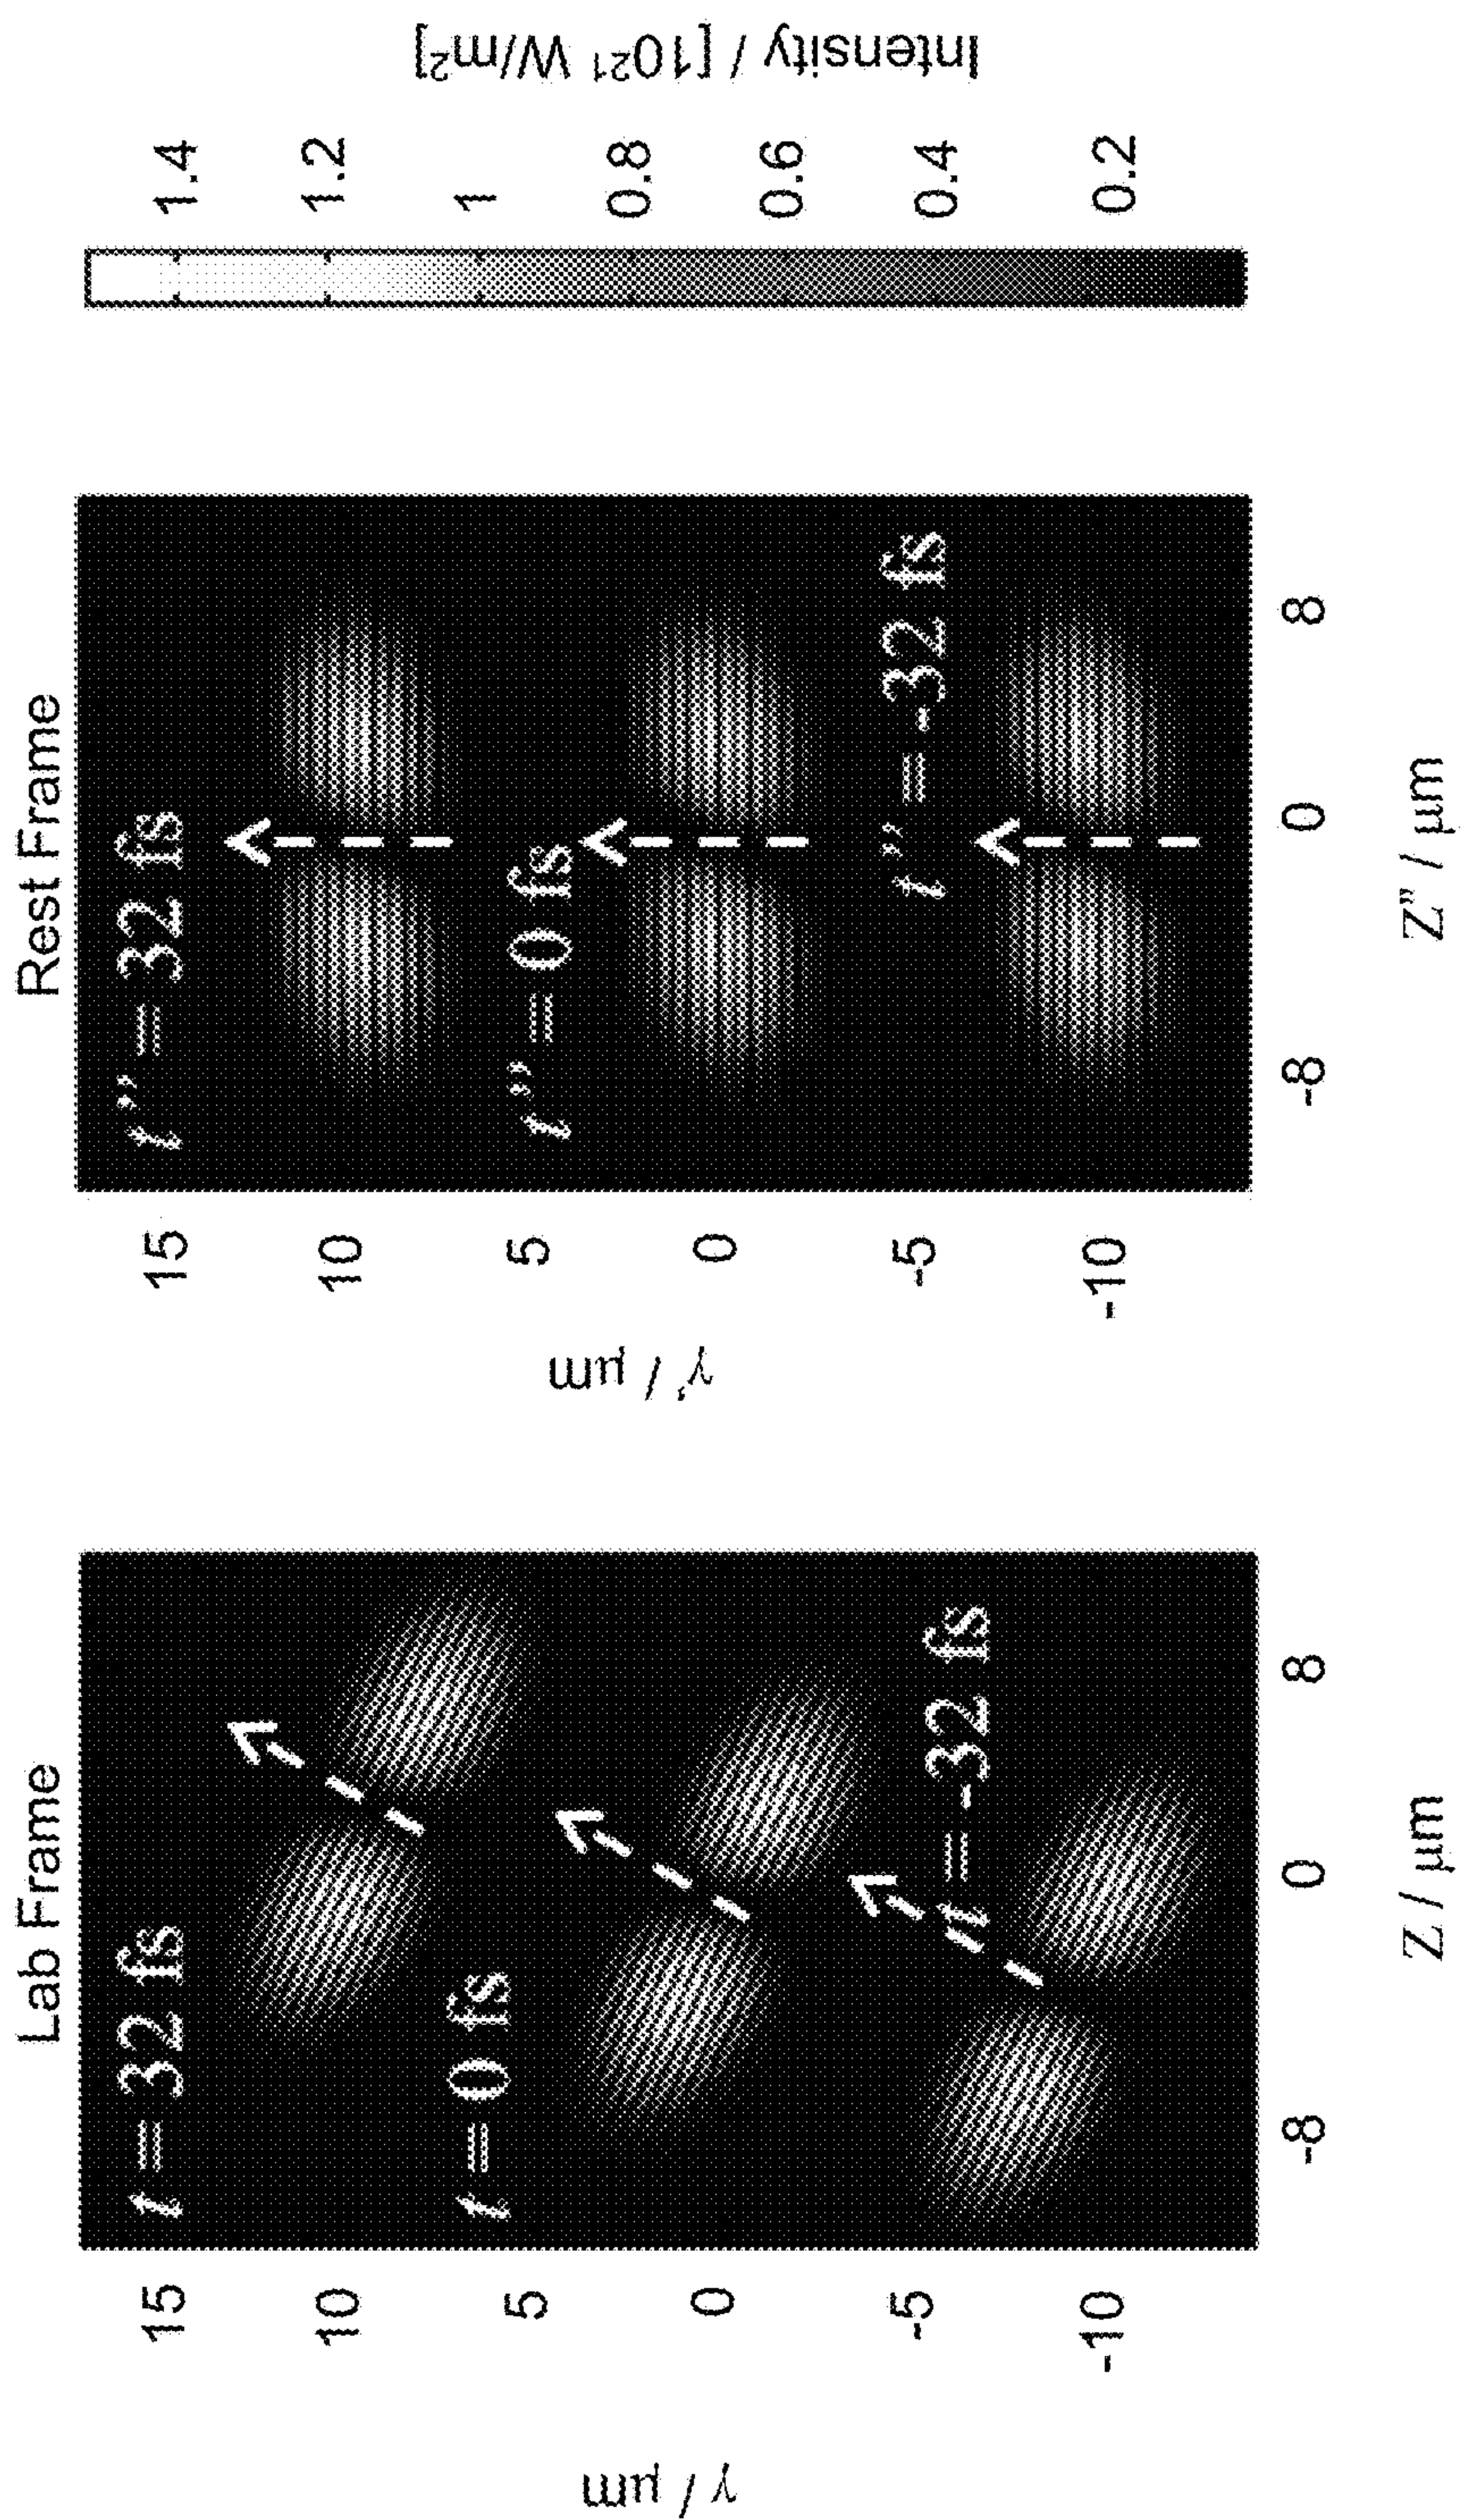 Lab Frame
t = 32 fs
t = 0 fs
t = -32 fs
15
10
5
0
-5
-10
γ / μm
-8
0
8
Z / μm
Rest Frame
t'' = 32 fs
t'' = 0 fs
t'' = -32 fs
15
10
5
0
-5
-10
γ' / μm
-8
0
8
Z'' / μm
1.4
1.2
1
0.8
0.6
0.4
0.2
Intensity / [10²¹ W/m²]